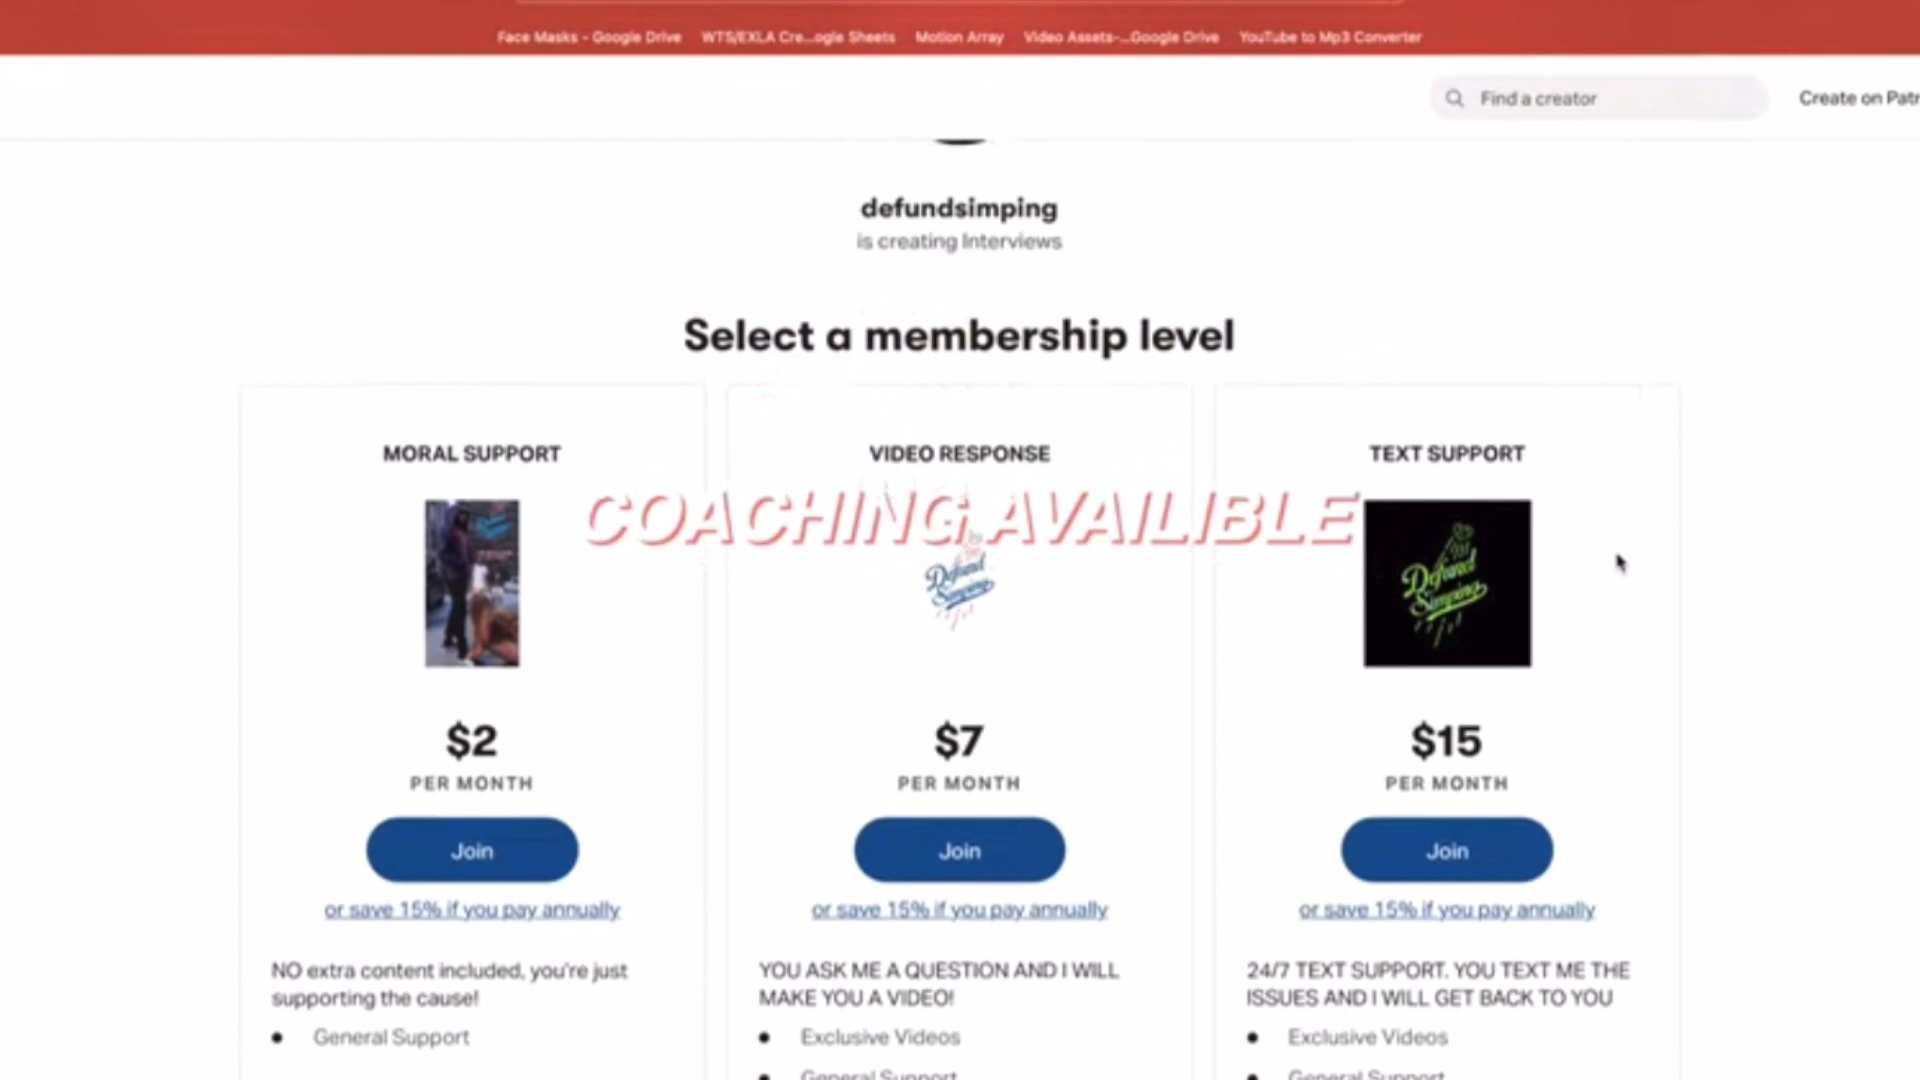 Face Masks - Google Drive WTS/EXLA Cre...ogle Sheets Motion Array Video Assets-...Google Drive YouTube to Mp3 Converter
Find a creator Create on Patr
defundsimping
is creating Interviews
Select a membership level
MORAL SUPPORT VIDEO RESPONSE TEXT SUPPORT
COACHING AVAILIBLE
Defund
Simping
Defund
Simping
$2 $7 $15
PER MONTH PER MONTH PER MONTH
Join Join Join
or save 15% if you pay annually or save 15% if you pay annually or save 15% if you pay annually
NO extra content included, you're just
supporting the cause!
General Support
YOU ASK ME A QUESTION AND I WILL
MAKE YOU A VIDEO!
Exclusive Videos
General Support
24/7 TEXT SUPPORT. YOU TEXT ME THE
ISSUES AND I WILL GET BACK TO YOU
Exclusive Videos
General Support